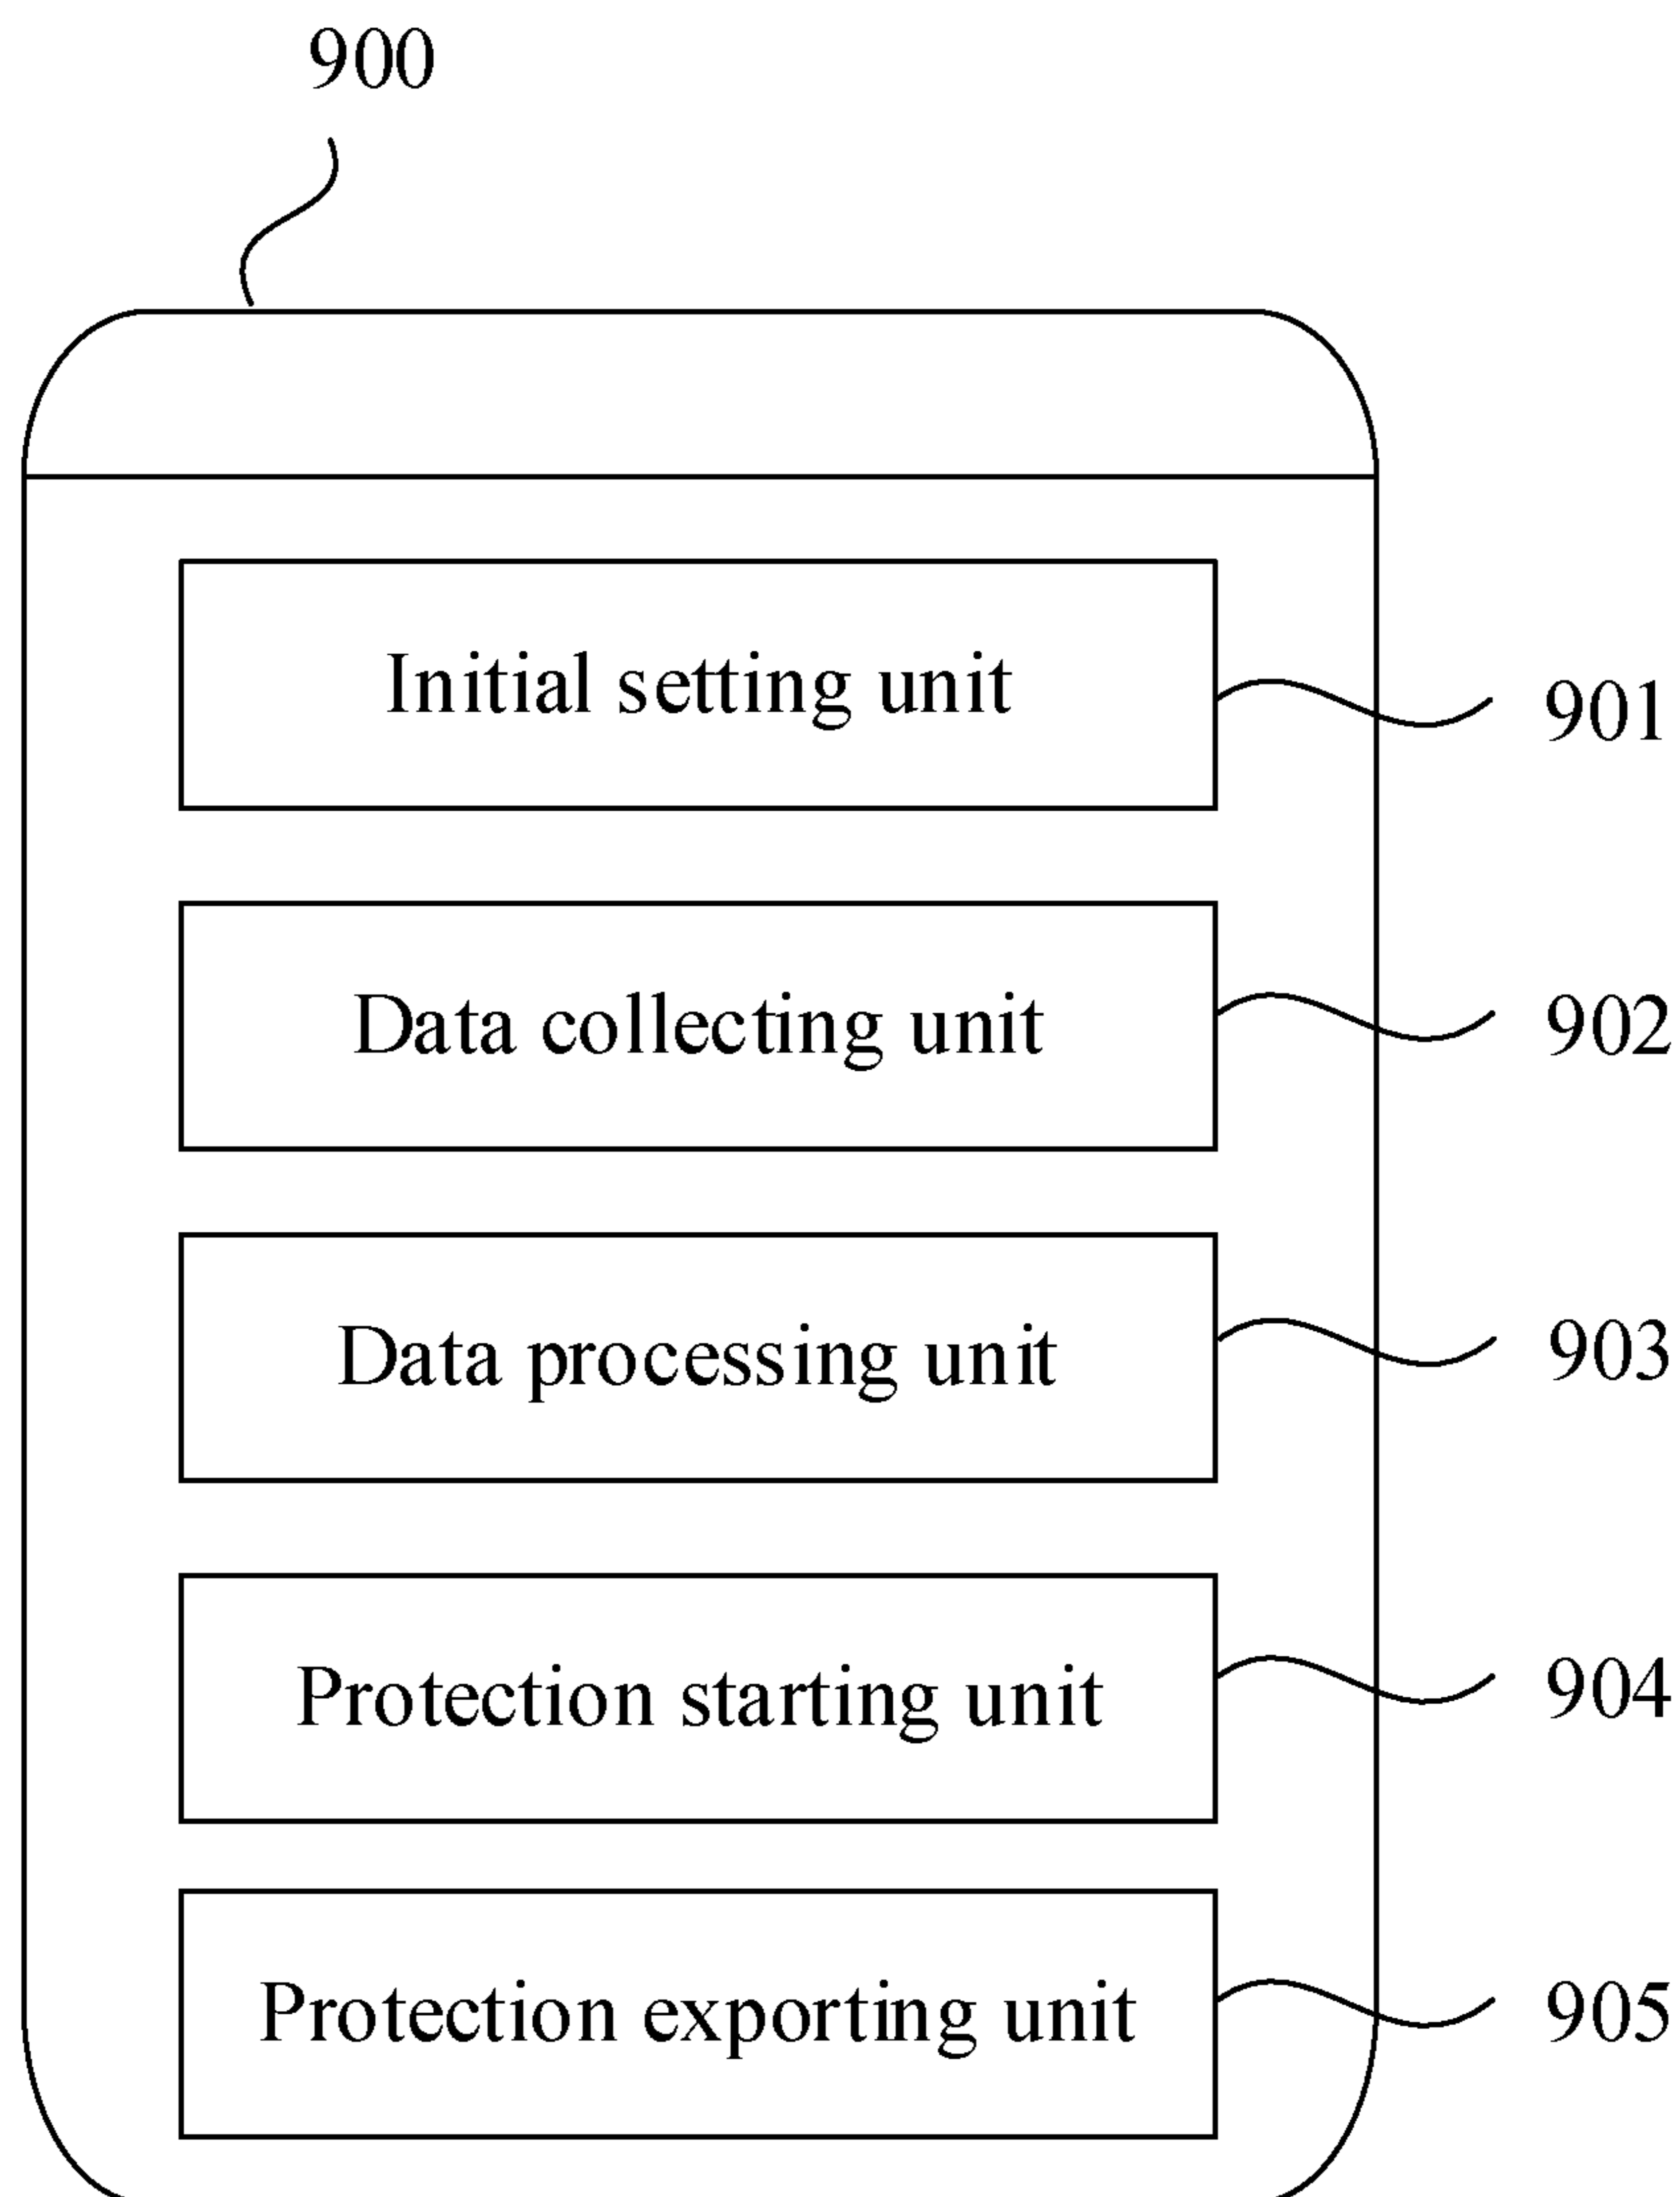 900
Initial setting unit
901
Data collecting unit
902
Data processing unit
903
Protection starting unit
904
Protection exporting unit
905